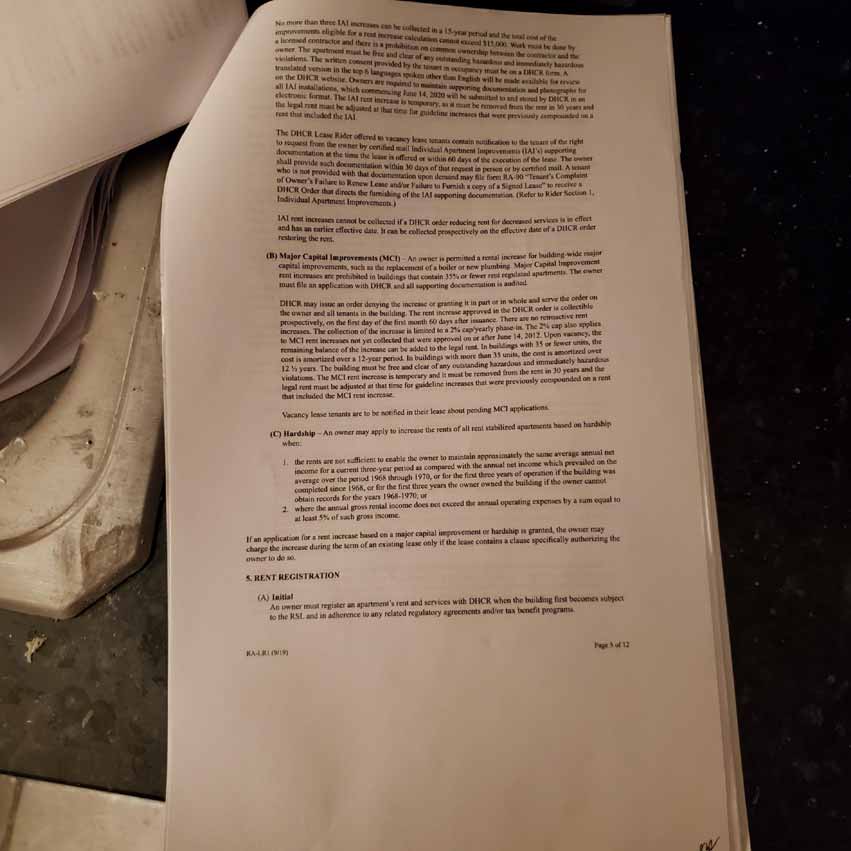 No more than three IAI increases can be collected in a 15-year period and the total cost of the
improvements eligible for a rent increase calculation cannot exceed $15,000. Work must be done by
a licensed contractor and there is a prohibition on common ownership between the contractor and the
owner. The apartment must be free and clear of any outstanding hazardous and immediately hazardous
violations. The written consent provided by the tenant in occupancy must be on a DHCR form. A
translated version in the top 6 languages spoken other than English will be made available for review
on the DHCR website. Owners are required to maintain supporting documentation and photographs for
all IAI installations, which commencing June 14, 2020 will be submitted to and stored by DHCR in an
electronic format. The IAI rent increase is temporary, as it must be removed from the rent in 30 years and
the legal rent must be adjusted at that time for guideline increases that were previously compounded on a
rent that included the IAI.
The DHCR Lease Rider offered to vacancy lease tenants contain notification to the tenant of the right
to request from the owner by certified mail Individual Apartment Improvements (IAI's) supporting
documentation at the time the lease is offered or within 60 days of the execution of the lease. The owner
shall provide such documentation within 30 days of that request in person or by certified mail. A tenant
who is not provided with that documentation upon demand may file form RA-90 "Tenant's Complaint
of Owner's Failure to Renew Lease and/or Failure to Furnish a copy of a Signed Lease" to receive a
DHCR Order that directs the furnishing of the IAI supporting documentation. (Refer to Rider Section 1,
Individual Apartment Improvements.)
IAI rent increases cannot be collected if a DHCR order reducing rent for decreased services is in effect
and has an earlier effective date. It can be collected prospectively on the effective date of a DHCR order
restoring the rent.
(B) Major Capital Improvements (MCI) – An owner is permitted a rental increase for building-wide major
capital improvements, such as the replacement of a boiler or new plumbing. Major Capital Improvement
rent increases are prohibited in buildings that contain 35% or fewer rent regulated apartments. The owner
must file an application with DHCR and all supporting documentation is audited.
DHCR may issue an order denying the increase or granting it in part or in whole and serve the order on
the owner and all tenants in the building. The rent increase approved in the DHCR order is collectible
prospectively, on the first day of the first month 60 days after issuance. There are no retroactive rent
increases. The collection of the increase is limited to a 2% cap/yearly phase-in. The 2% cap also applies
to MCI rent increases not yet collected that were approved on or after June 14, 2012. Upon vacancy, the
remaining balance of the increase can be added to the legal rent. In buildings with 35 or fewer units, the
cost is amortized over a 12-year period. In buildings with more than 35 units, the cost is amortized over
12 ½ years. The building must be free and clear of any outstanding hazardous and immediately hazardous
violations. The MCI rent increase is temporary and it must be removed from the rent in 30 years and the
legal rent must be adjusted at that time for guideline increases that were previously compounded on a rent
that included the MCI rent increase.
Vacancy lease tenants are to be notified in their lease about pending MCI applications.
(C) Hardship – An owner may apply to increase the rents of all rent stabilized apartments based on hardship
when:
1. the rents are not sufficient to enable the owner to maintain approximately the same average annual net
income for a current three-year period as compared with the annual net income which prevailed on the
average over the period 1968 through 1970, or for the first three years of operation if the building was
completed since 1968, or for the first three years the owner owned the building if the owner cannot
obtain records for the years 1968-1970; or
2. where the annual gross rental income does not exceed the annual operating expenses by a sum equal to
at least 5% of such gross income.
If an application for a rent increase based on a major capital improvement or hardship is granted, the owner may
charge the increase during the term of an existing lease only if the lease contains a clause specifically authorizing the
owner to do so.
5. RENT REGISTRATION
(A) Initial
An owner must register an apartment's rent and services with DHCR when the building first becomes subject
to the RSL and in adherence to any related regulatory agreements and/or tax benefit programs.
RA-LR1 (9/19)
Page 5 of 12